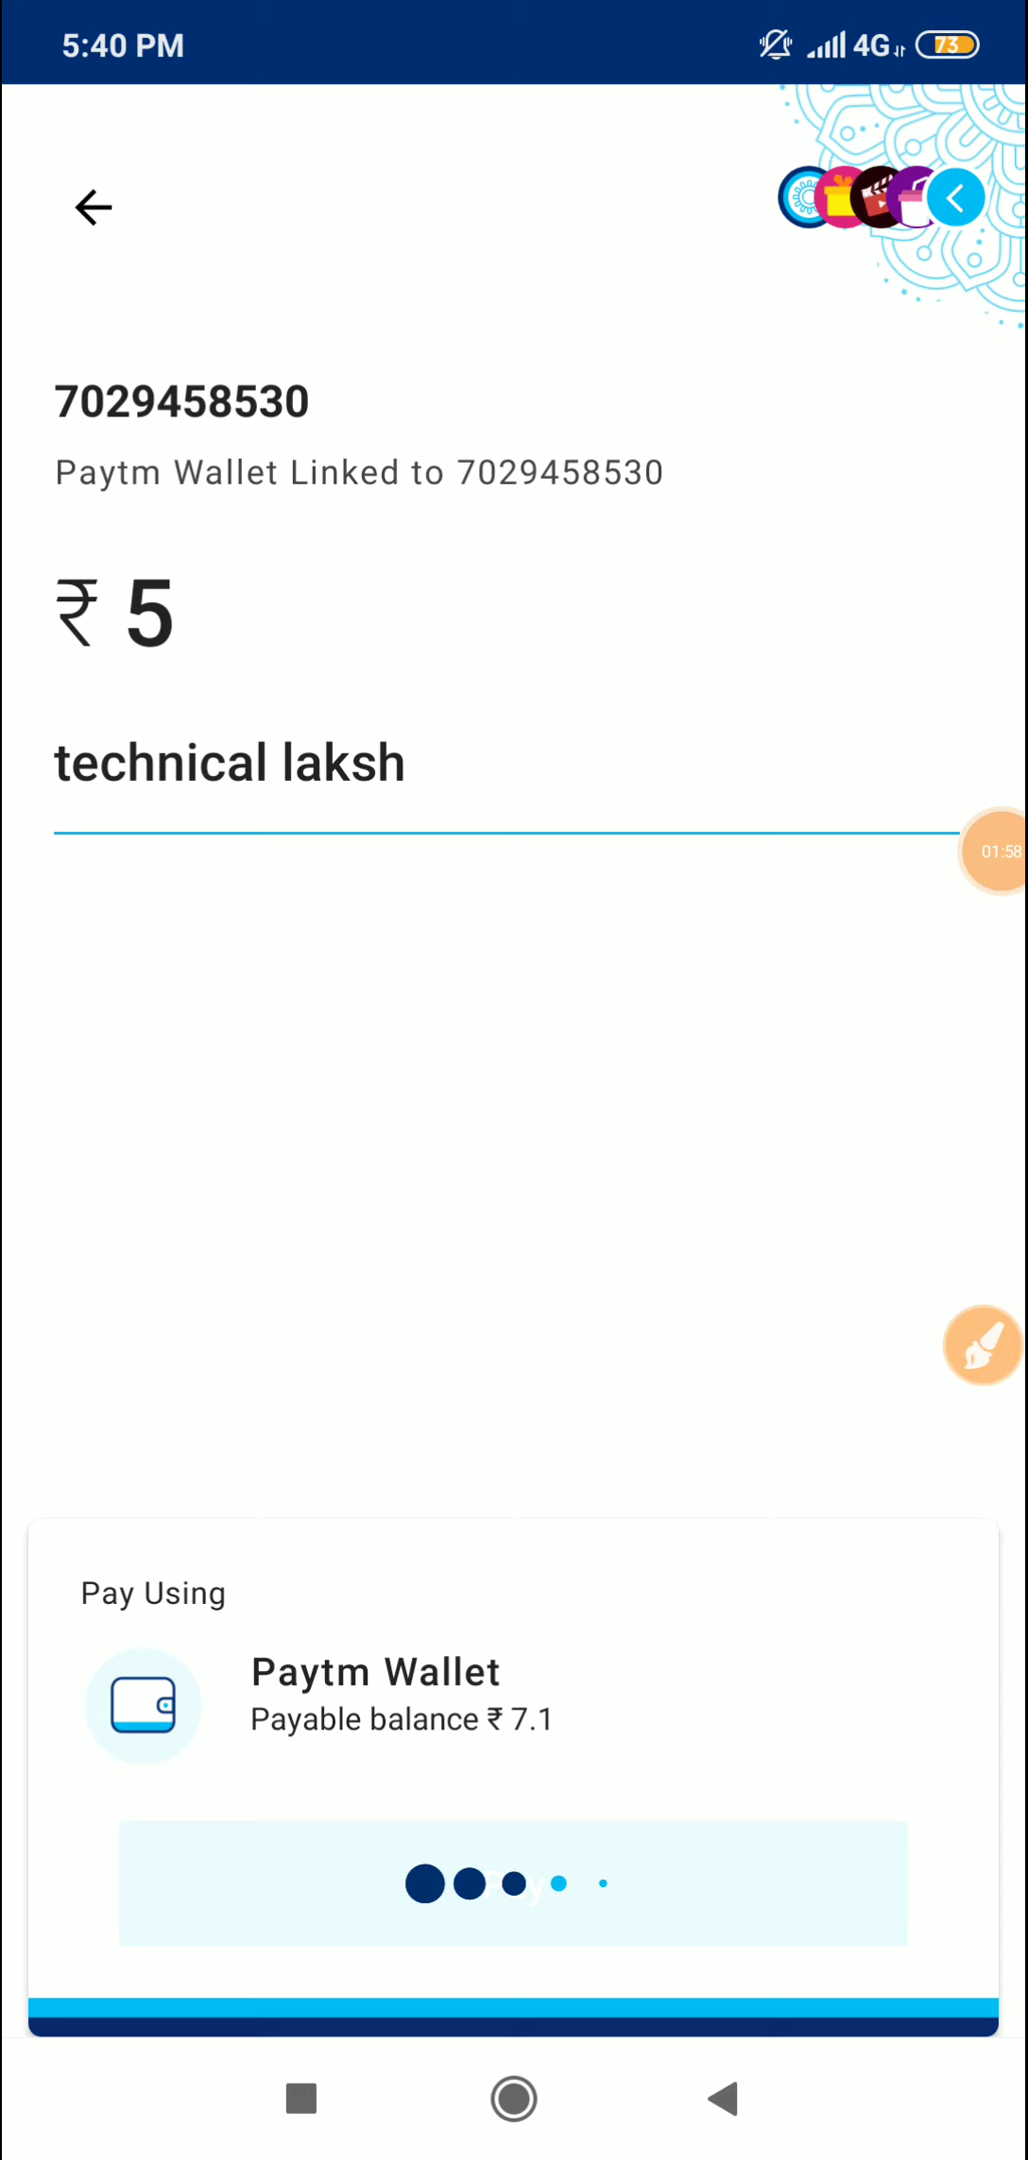 5:40 PM
4G
73
7029458530
Paytm Wallet Linked to 7029458530
₹ 5
technical laksh
01:58
Pay Using
Paytm Wallet
Payable balance ₹ 7.1